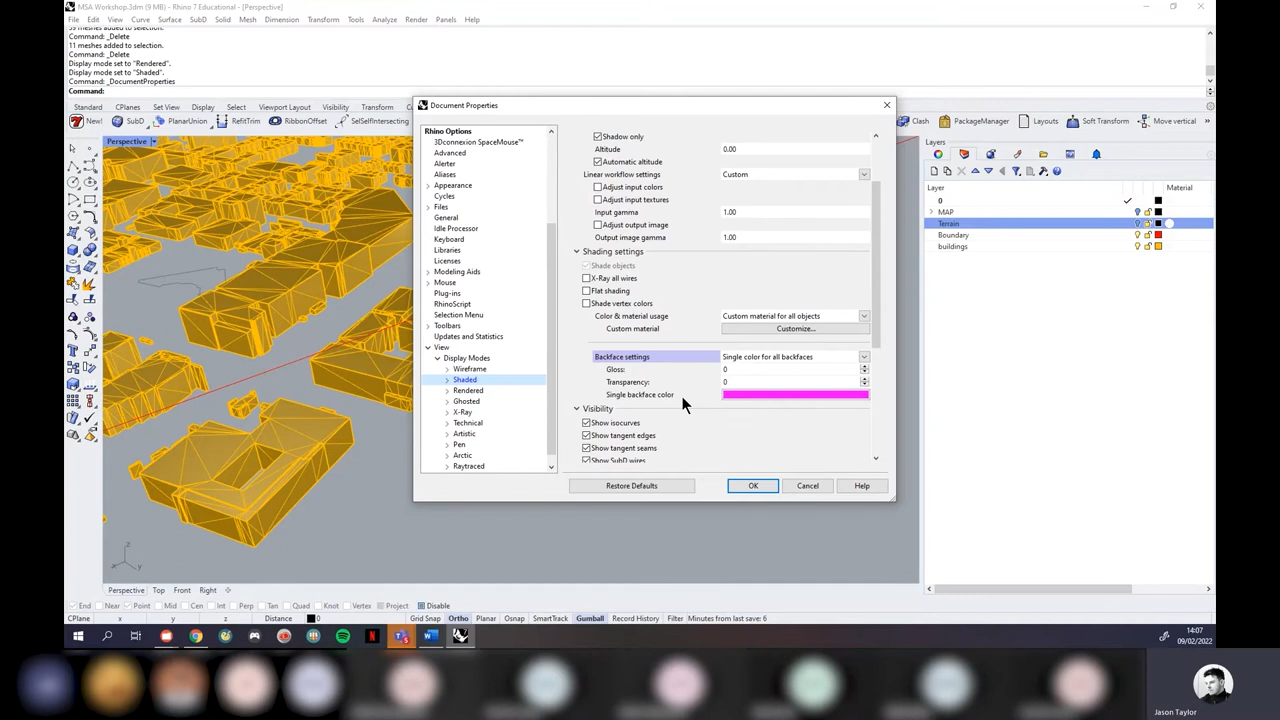 MSA Workshop.3dm (9 MB) - Rhino 7 Educational - [Perspective]
File Edit View Curve Surface SubD Solid Mesh Dimension Transform Tools Analyze Render Panels Help
39 meshes added to selection.
Command: _Delete
11 meshes added to selection.
Command: _Delete
Display mode set to "Rendered".
Display mode set to "Shaded".
Command: _DocumentProperties
Command:
Standard CPlanes Set View Display Select Viewport Layout Visibility Transform
New! SubD PlanarUnion RefitTrim RibbonOffset SelSelfIntersecting
Clash PackageManager Layouts Soft Transform Move vertical »
Perspective
Document Properties
Rhino Options
3Dconnexion SpaceMouse™
Advanced
Alerter
Aliases
Appearance
Cycles
Files
General
Idle Processor
Keyboard
Libraries
Licenses
Modeling Aids
Mouse
Plug-ins
RhinoScript
Selection Menu
Toolbars
Updates and Statistics
View
Display Modes
Wireframe
Shaded
Rendered
Ghosted
X-Ray
Technical
Artistic
Pen
Arctic
Raytraced
Shadow only
Altitude 0.00
Automatic altitude
Linear workflow settings Custom
Adjust input colors
Adjust input textures
Input gamma 1.00
Adjust output image
Output image gamma 1.00
Shading settings
Shade objects
X-Ray all wires
Flat shading
Shade vertex colors
Color & material usage Custom material for all objects
Custom material Customize...
Backface settings Single color for all backfaces
Gloss: 0
Transparency: 0
Single backface color
Visibility
Show isocurves
Show tangent edges
Show tangent seams
Show SubD wires
Restore Defaults OK Cancel Help
Layers
Layer Material
0
MAP
Terrain
Boundary
buildings
z
x y
Perspective Top Front Right
End Near Point Mid Cen Int Perp Tan Quad Knot Vertex Project Disable
CPlane x y z Distance 0 Grid Snap Ortho Planar Osnap SmartTrack Gumball Record History Filter Minutes from last save: 6
14:07
09/02/2022
Jason Taylor